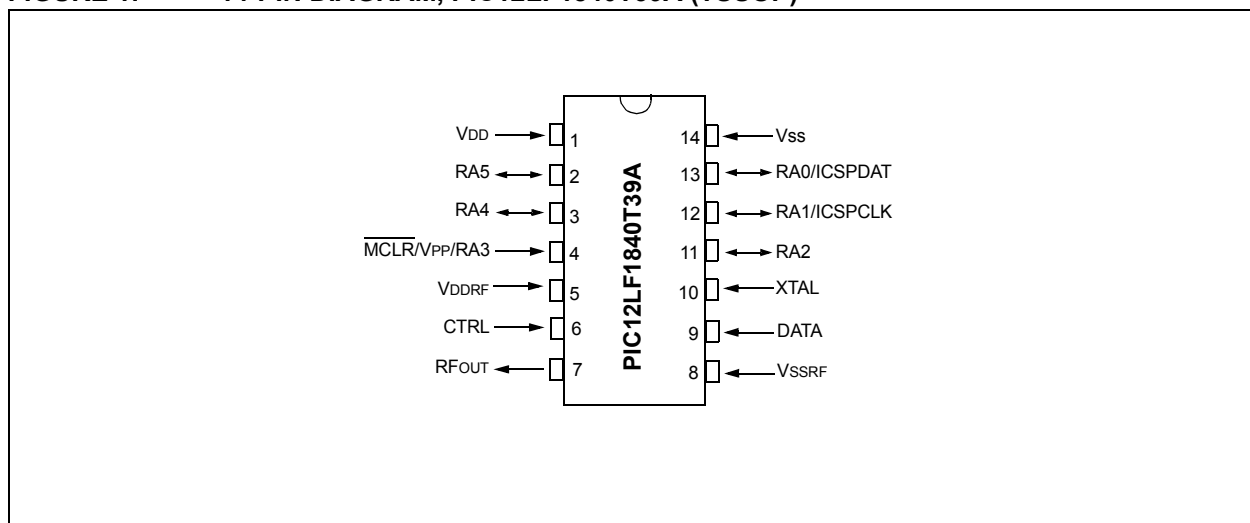 VDD 1 14 VSS
RA5 2 13 RA0/ICSPDAT
RA4 3 12 RA1/ICSPCLK
MCLR/VPP/RA3 4 11 RA2
VDDRF 5 10 XTAL
CTRL 6 9 DATA
RFOUT 7 8 VSSRF
PIC12LF1840T39A